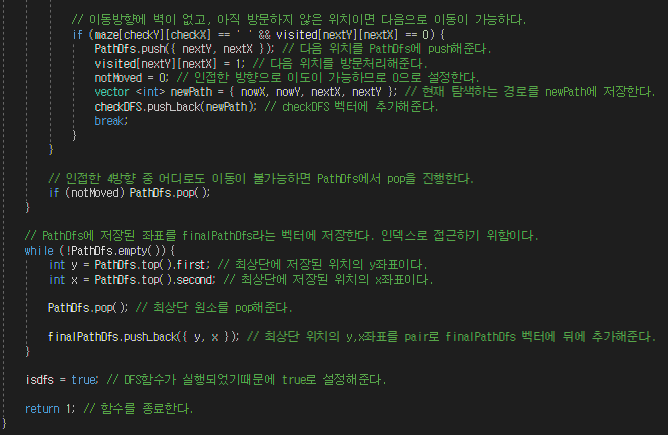 // 이동방향에 벽이 없고, 아직 방문하지 않은 위치이면 다음으로 이동이 가능하다.
if (maze[checkY][checkX] == ' ' && visited[nextY][nextX] == 0) {
PathDfs.push({ nextY, nextX }); // 다음 위치를 PathDfs에 push해준다.
visited[nextY][nextX] = 1; // 다음 위치를 방문처리해준다.
notMoved = 0; // 인접한 방향으로 이도이 가능하므로 0으로 설정한다.
vector <int> newPath = { nowX, nowY, nextX, nextY }; // 현재 탐색하는 경로를 newPath에 저장한다.
checkDFS.push_back(newPath); // checkDFS 벡터에 추가해준다.
break;
}
}
// 인접한 4방향 중 어디로도 이동이 불가능하면 PathDfs에서 pop을 진행한다.
if (notMoved) PathDfs.pop();
}
// PathDfs에 저장된 좌표를 finalPathDfs라는 벡터에 저장한다. 인덱스로 접근하기 위함이다.
while (!PathDfs.empty()) {
int y = PathDfs.top().first; // 최상단에 저장된 위치의 y좌표이다.
int x = PathDfs.top().second; // 최상단에 저장된 위치의 x좌표이다.
PathDfs.pop(); // 최상단 원소를 pop해준다.
finalPathDfs.push_back({ y, x }); // 최상단 위치의 y,x좌표를 pair로 finalPathDfs 벡터에 뒤에 추가해준다.
}
isdfs = true; // DFS함수가 실행되었기때문에 true로 설정해준다.
return 1; // 함수를 종료한다.
}